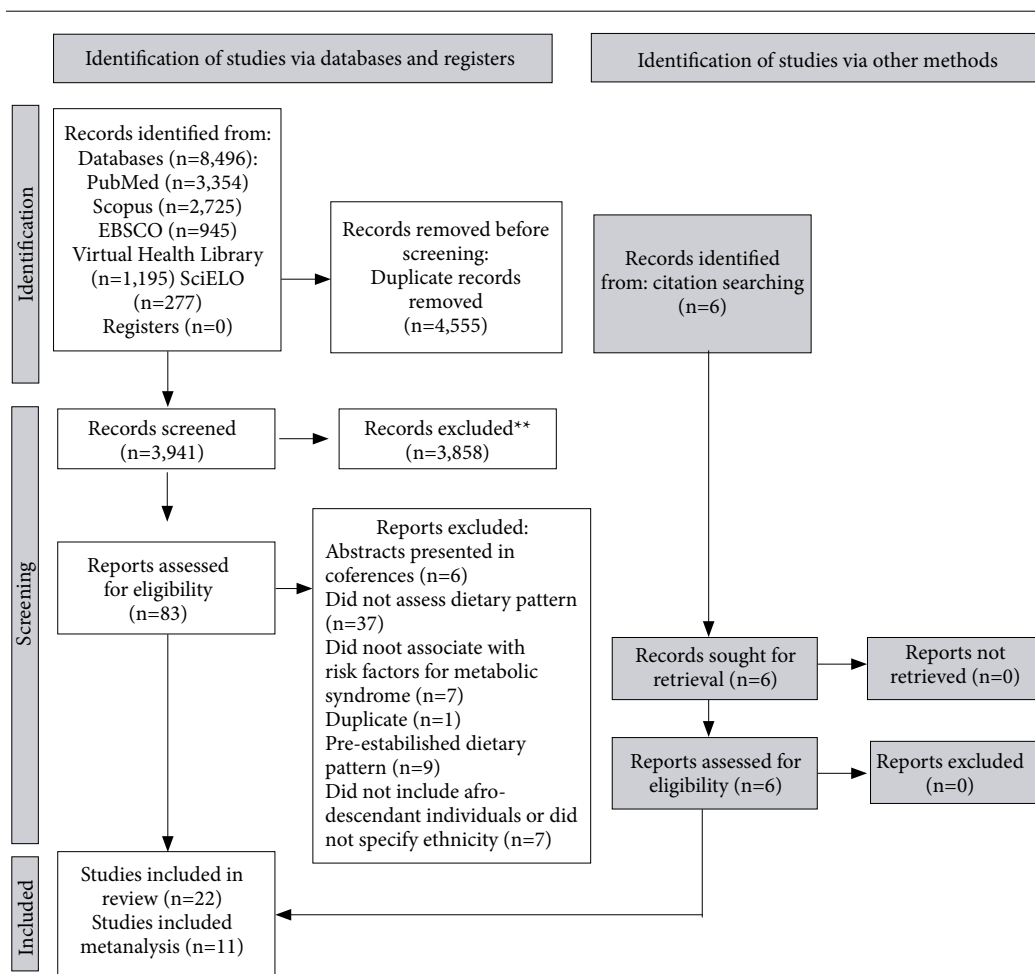 Identification of studies via databases and registers
Identification of studies via other methods
Identification
Records identified from:
Databases (n=8,496):
PubMed (n=3,354)
Scopus (n=2,725)
EBSCO (n=945)
Virtual Health Library
(n=1,195) SciELO
(n=277)
Registers (n=0)
Records removed before
screening:
Duplicate records
removed
(n=4,555)
Records identified
from: citation searching
(n=6)
Screening
Records screened
(n=3,941)
Records excluded**
(n=3,858)
Reports assessed
for eligibility
(n=83)
Reports excluded:
Abstracts presented in
coferences (n=6)
Did not assess dietary pattern
(n=37)
Did noot associate with
risk factors for metabolic
syndrome (n=7)
Duplicate (n=1)
Pre-estabilished dietary
pattern (n=9)
Did not include afro-
descendant individuals or did
not specify ethnicity (n=7)
Records sought for
retrieval (n=6)
Reports not
retrieved (n=0)
Reports assessed for
eligibility (n=6)
Reports excluded
(n=0)
Included
Studies included in
review (n=22)
Studies included
metanalysis (n=11)